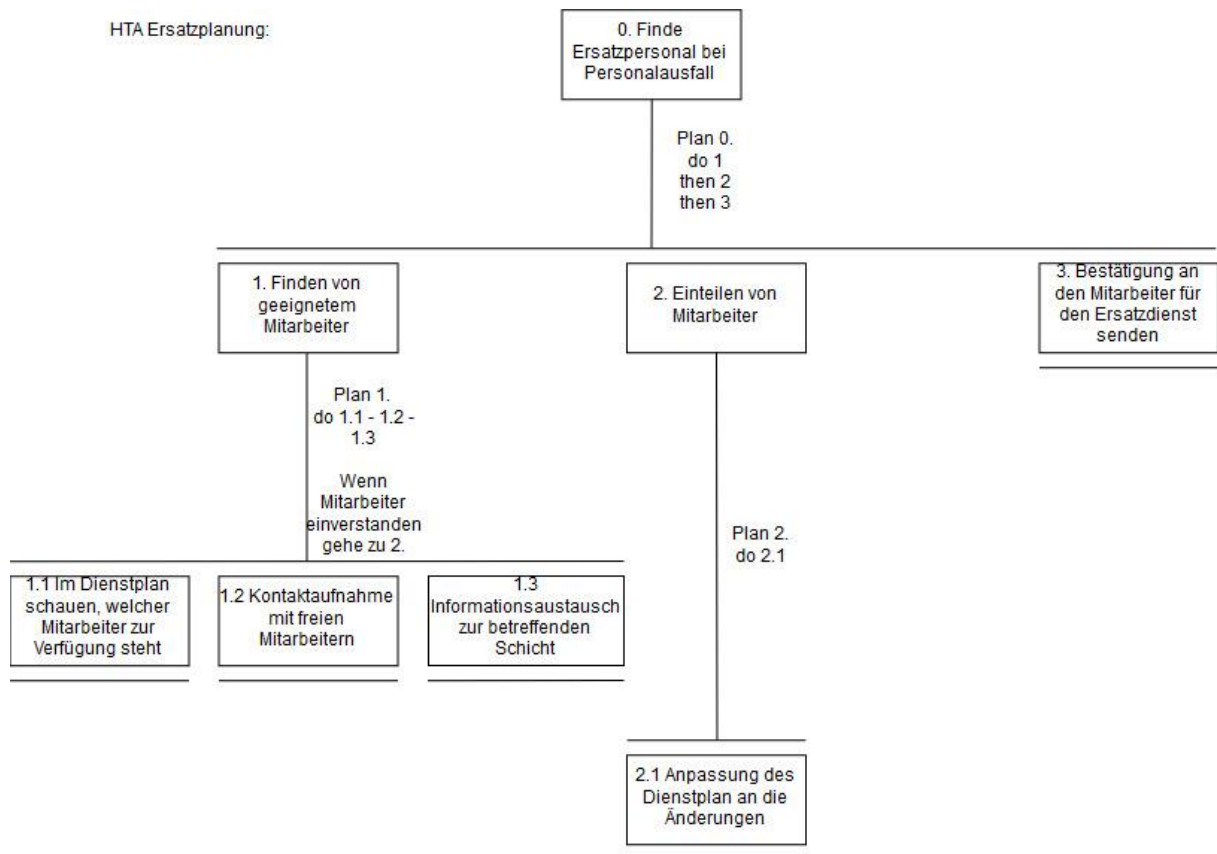 HTA Ersatzplanung:
0. Finde
Ersatzpersonal bei
Personalausfall
Plan 0.
do 1
then 2
then 3
1. Finden von
geeignetem
Mitarbeiter
2. Einteilen von
Mitarbeiter
3. Bestätigung an
den Mitarbeiter für
den Ersatzdienst
senden
Plan 1.
do 1.1 - 1.2 -
1.3
Wenn
Mitarbeiter
einverstanden
gehe zu 2.
Plan 2.
do 2.1
1.1 Im Dienstplan
schauen, welcher
Mitarbeiter zur
Verfügung steht
1.2 Kontaktaufnahme
mit freien
Mitarbeitern
1.3
Informationsaustausch
zur betreffenden
Schicht
2.1 Anpassung des
Dienstplan an die
Änderungen